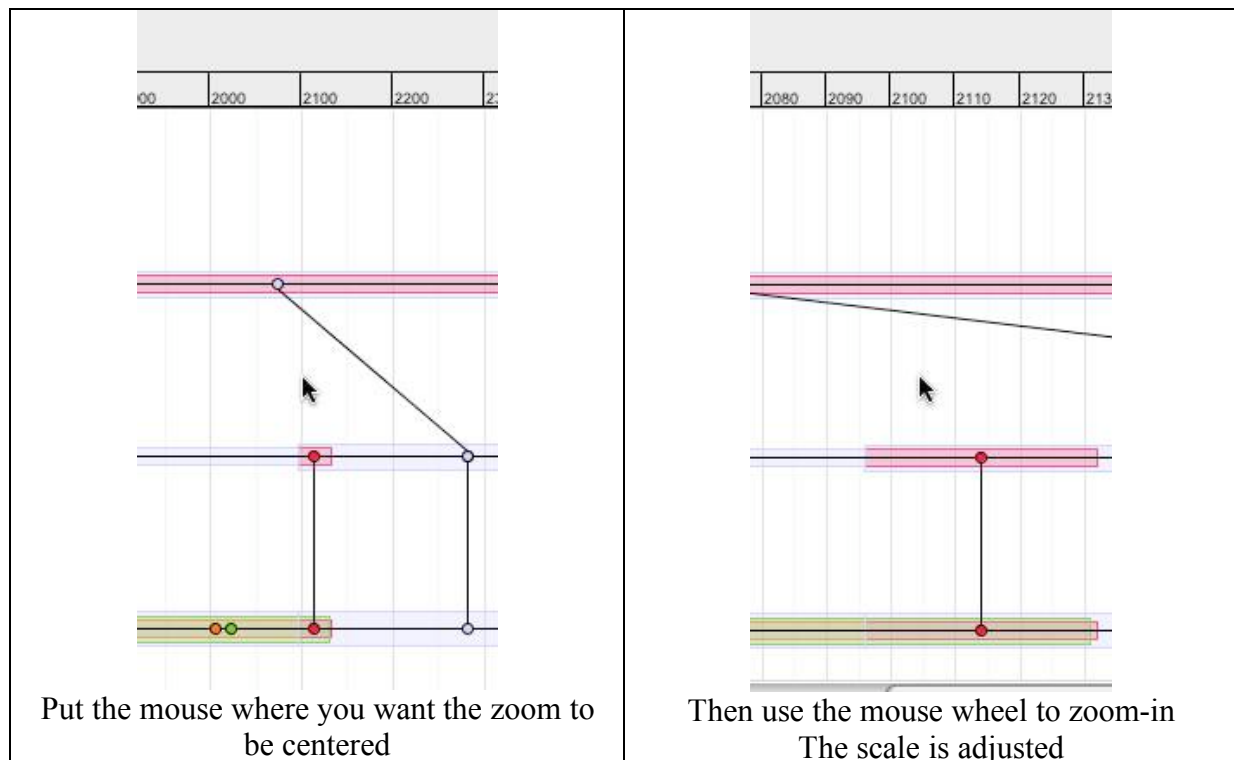 2000 2100 2200
2080 2090 2100 2110 2120
Put the mouse where you want the zoom to
be centered
Then use the mouse wheel to zoom-in
The scale is adjusted